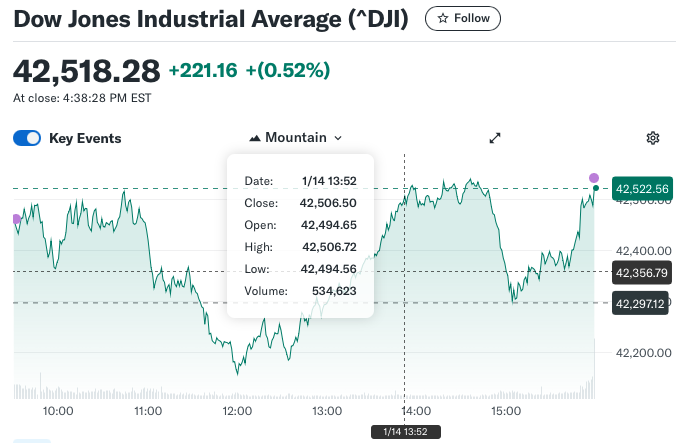 Dow Jones Industrial Average (^DJI)
Follow
42,518.28 +221.16 +(0.52%)
At close: 4:38:28 PM EST
Key Events
Mountain
Date: 1/14 13:52
Close: 42,506.50
Open: 42,494.65
High: 42,506.72
Low: 42,494.56
Volume: 534,623
42,522.56
42,400.00
42,356.79
42,297.12
42,200.00
10:00 11:00 12:00 13:00 14:00 15:00
1/14 13:52